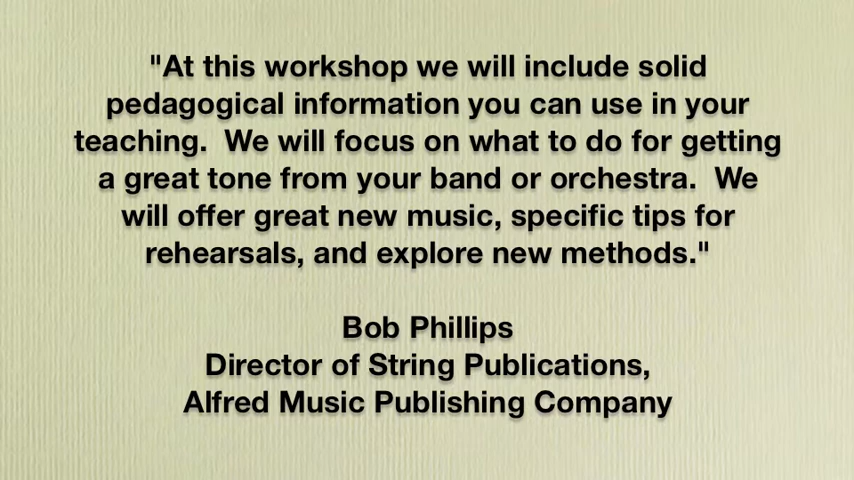 "At this workshop we will include solid
pedagogical information you can use in your
teaching.  We will focus on what to do for getting
a great tone from your band or orchestra.  We
will offer great new music, specific tips for
rehearsals, and explore new methods."
Bob Phillips
Director of String Publications,
Alfred Music Publishing Company